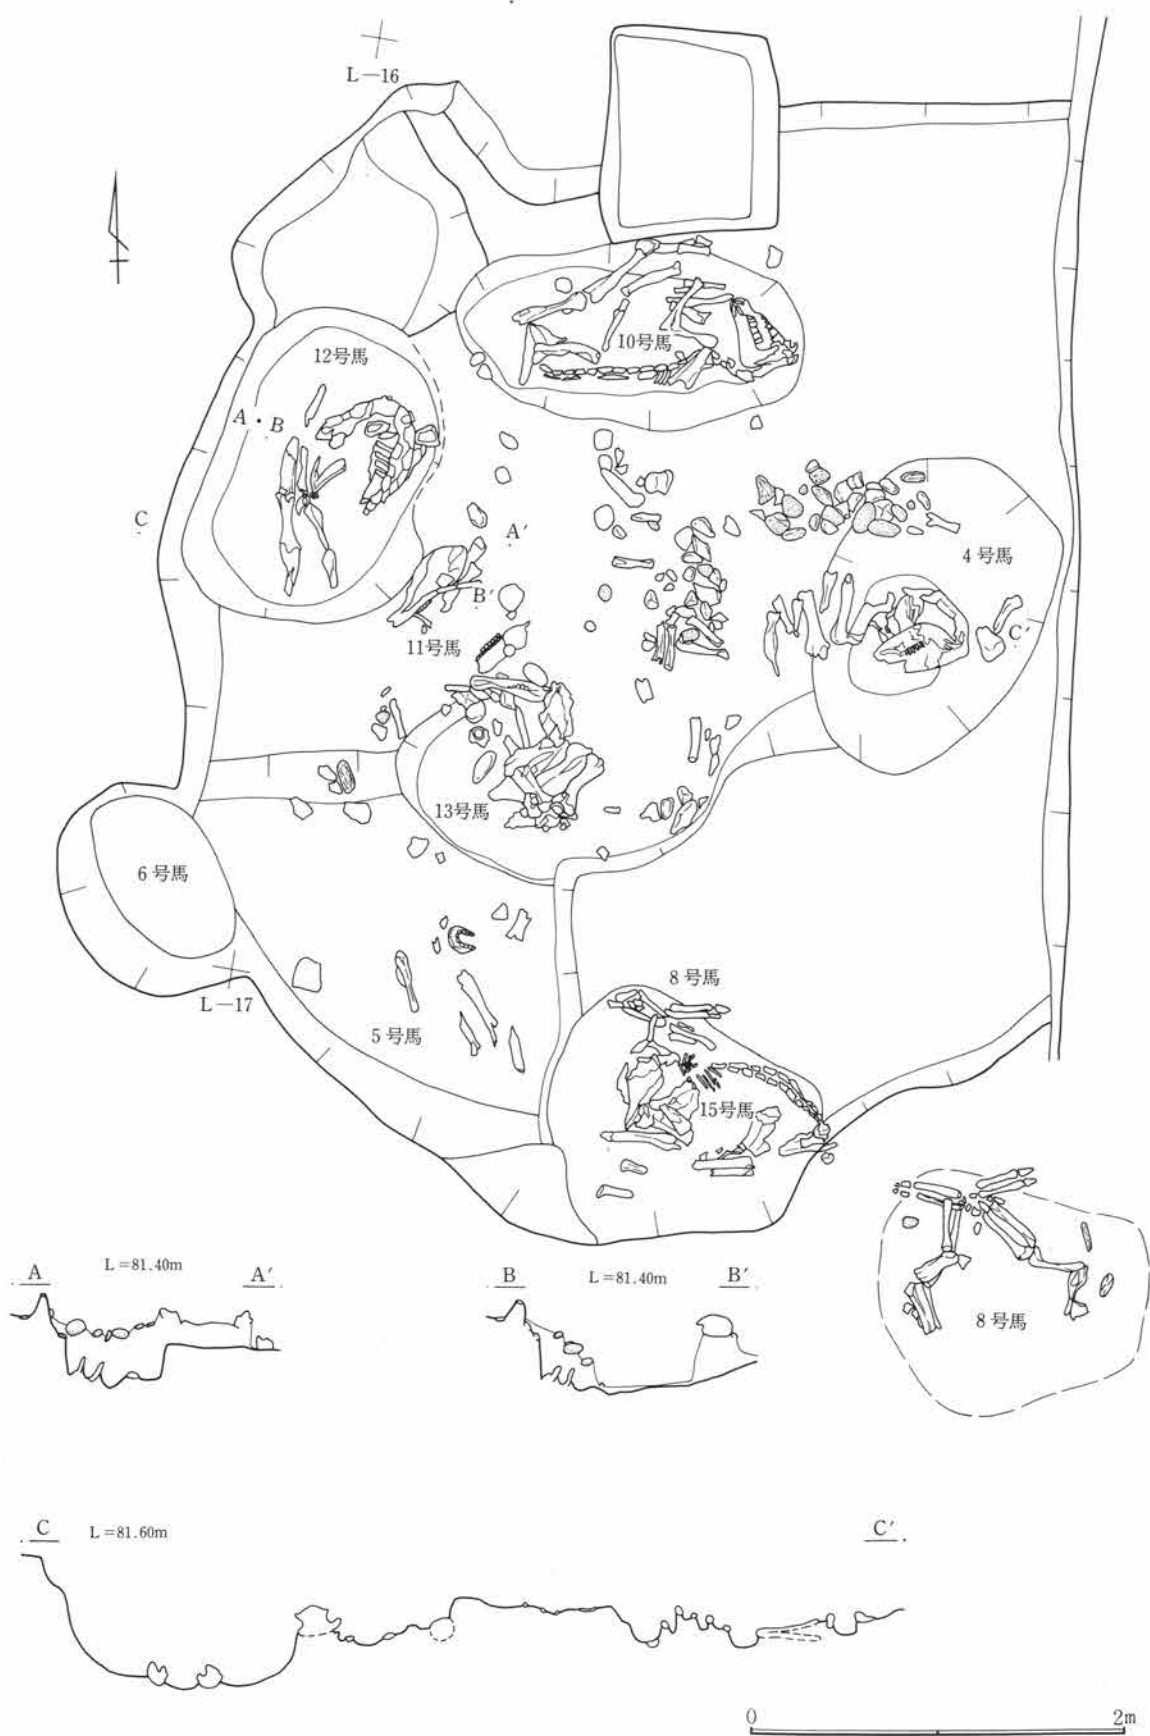 L—16
10号馬
12号馬
A・B
C
A′
4号馬
B′
C′
11号馬
13号馬
6号馬
8号馬
L—17
5号馬
15号馬
A
L=81.40m
A′
B
L=81.40m
B′
8号馬
C
L=81.60m
C′
0
2m